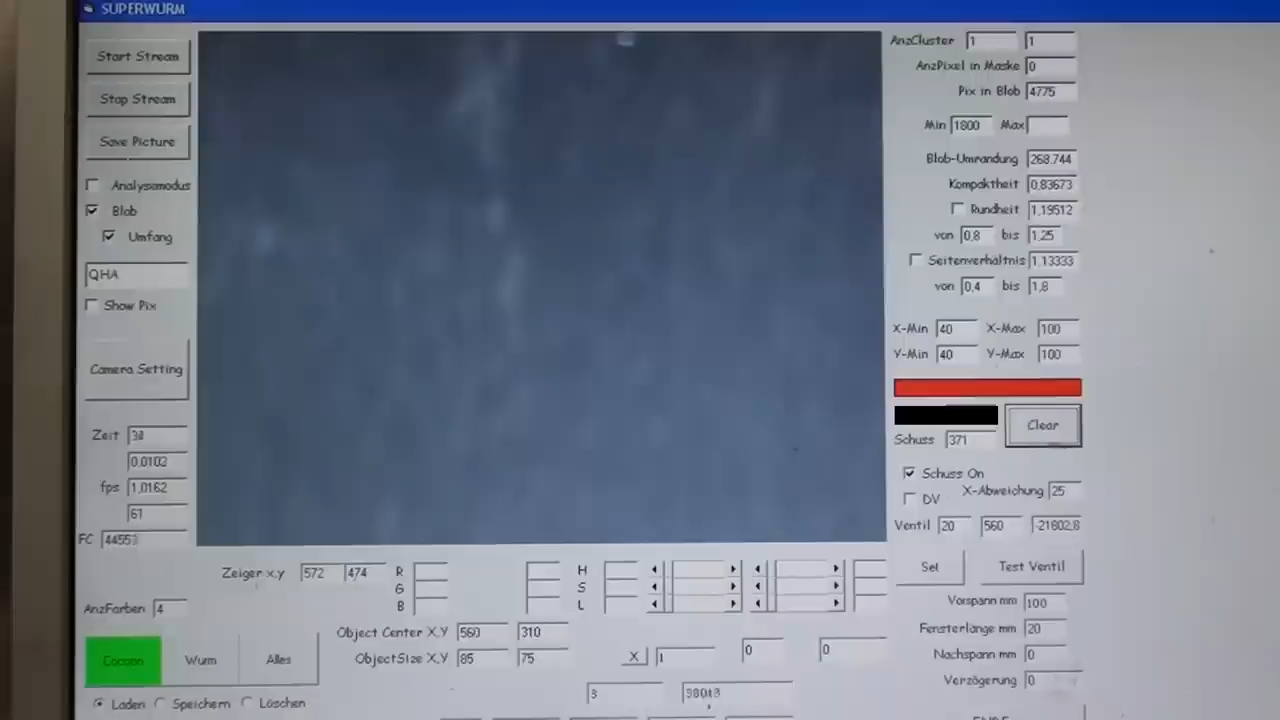 SUPERWURM
Start Stream
Stop Stream
Save Picture
Analysemodus
Blob
Umfang
QHA
Show Pix
Camera Setting
Zeit 38
0.0102
fps 1,0162
61
FC 44553
AnzFarben 4
Cocoon Wurm Alles
Laden Speichern Löschen
Zeiger x,y 572 474
R
G
B
H
S
L
Object Center X,Y 560 310
ObjectSize X,Y 85 75
X 1 0 0
3
AnzCluster 1 1
AnzPixel in Maske 0
Pix in Blob 4775
Min 1800 Max
Blob-Umrandung 268.744
Kompaktheit 0,83673
Rundheit 1,19512
von 0,8 bis 1,25
Seitenverhältnis 1,13333
von 0,4 bis 1,8
X-Min 40 X-Max 100
Y-Min 40 Y-Max 100
Clear
Schuss 371
Schuss On
DV X-Abweichung 25
Ventil 20 560 -21802,8
Set Test Ventil
Vorspann mm 100
Fensterlänge mm 20
Nachspann mm 0
Verzögerung 0